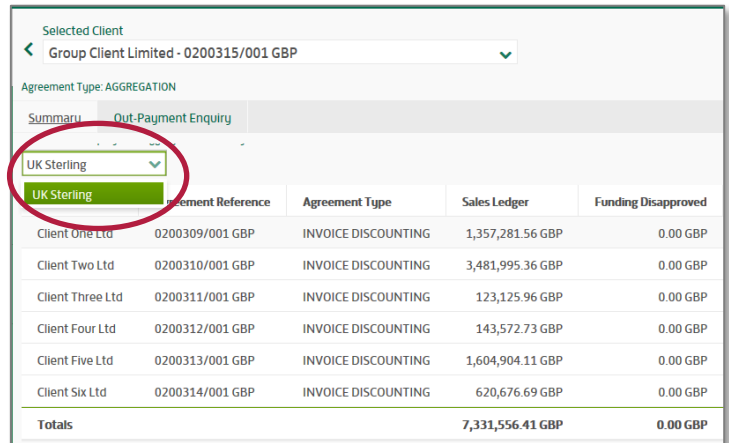 Selected Client
Group Client Limited - 0200315/001 GBP
Agreement Type: AGGREGATION
Summary Out-Payment Enquiry
UK Sterling
UK Sterling
Reference Agreement Type Sales Ledger Funding Disapproved
Client One Ltd 0200309/001 GBP INVOICE DISCOUNTING 1,357,281.56 GBP 0.00 GBP
Client Two Ltd 0200310/001 GBP INVOICE DISCOUNTING 3,481,995.36 GBP 0.00 GBP
Client Three Ltd 0200311/001 GBP INVOICE DISCOUNTING 123,125.96 GBP 0.00 GBP
Client Four Ltd 0200312/001 GBP INVOICE DISCOUNTING 143,572.73 GBP 0.00 GBP
Client Five Ltd 0200313/001 GBP INVOICE DISCOUNTING 1,604,904.11 GBP 0.00 GBP
Client Six Ltd 0200314/001 GBP INVOICE DISCOUNTING 620,676.69 GBP 0.00 GBP
Totals 7,331,556.41 GBP 0.00 GBP